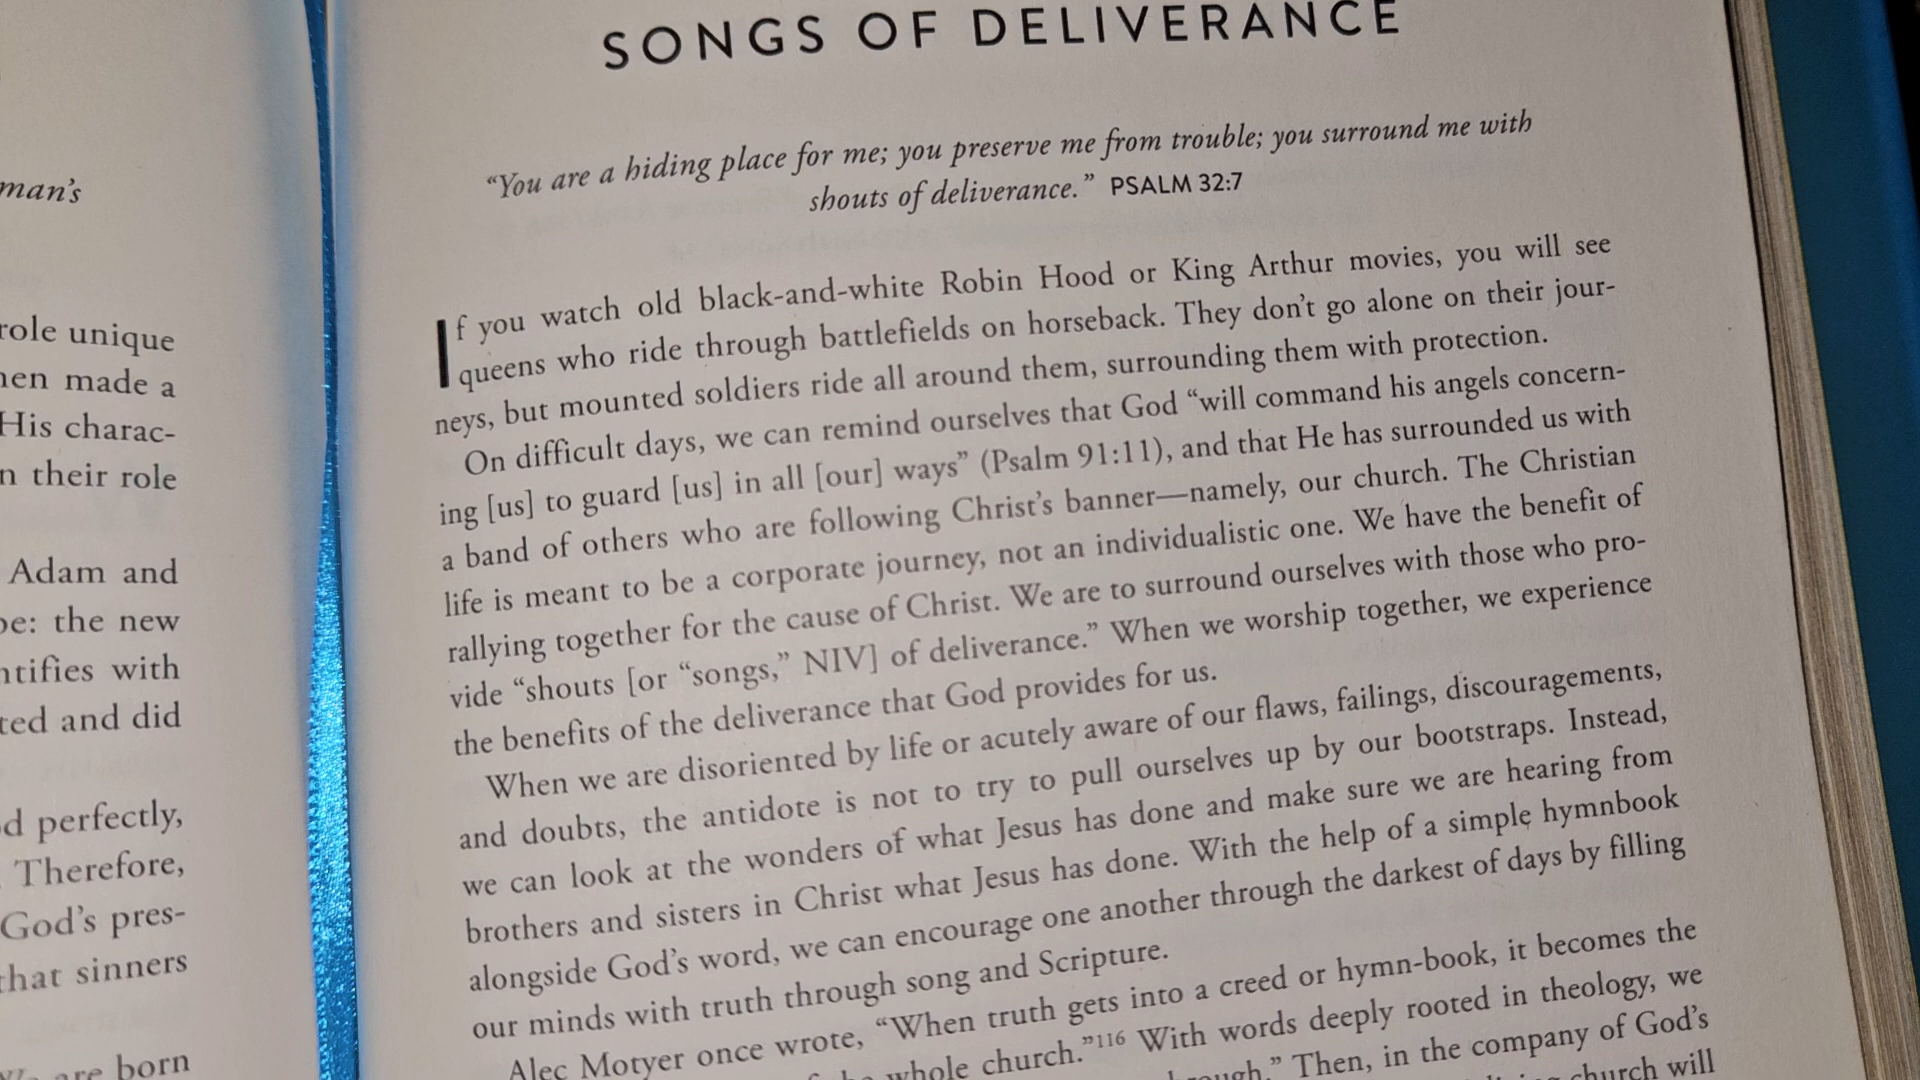 man's
role unique
made a
His charac-
their role
Adam and
the new
with
and did
perfectly,
Therefore,
God's pres-
that sinners
are born
SONGS OF DELIVERANCE
“You are a hiding place for me; you preserve me from trouble; you surround me with
shouts of deliverance.” PSALM 32:7
If you watch old black-and-white Robin Hood or King Arthur movies, you will see
queens who ride through battlefields on horseback. They don't go alone on their jour-
neys, but mounted soldiers ride all around them, surrounding them with protection.
On difficult days, we can remind ourselves that God “will command his angels concern-
ing [us] to guard [us] in all [our] ways” (Psalm 91:11), and that He has surrounded us with
a band of others who are following Christ's banner—namely, our church. The Christian
life is meant to be a corporate journey, not an individualistic one. We have the benefit of
rallying together for the cause of Christ. We are to surround ourselves with those who pro-
vide “shouts [or “songs,” NIV] of deliverance.” When we worship together, we experience
the benefits of the deliverance that God provides for us.
When we are disoriented by life or acutely aware of our flaws, failings, discouragements,
and doubts, the antidote is not to try to pull ourselves up by our bootstraps. Instead,
we can look at the wonders of what Jesus has done and make sure we are hearing from
brothers and sisters in Christ what Jesus has done. With the help of a simple hymnbook
alongside God's word, we can encourage one another through the darkest of days by filling
our minds with truth through song and Scripture.
Alec Motyer once wrote, “When truth gets into a creed or hymn-book, it becomes the
whole church.”116 With words deeply rooted in theology, we
Then, in the company of God's
church will